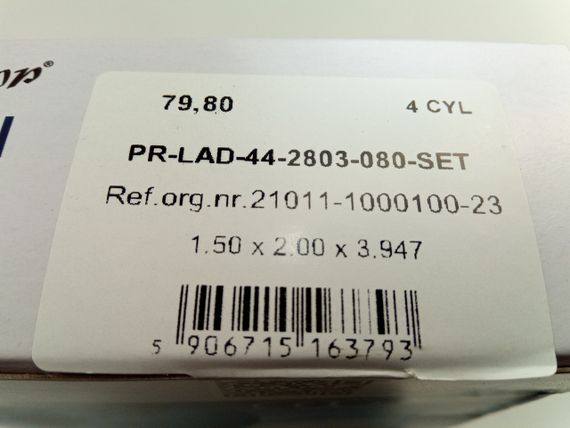 79,80 4 CYL
PR-LAD-44-2803-080-SET
Ref.org.nr.21011-1000100-23
1.50 x 2.00 x 3.947
5 906715 163793